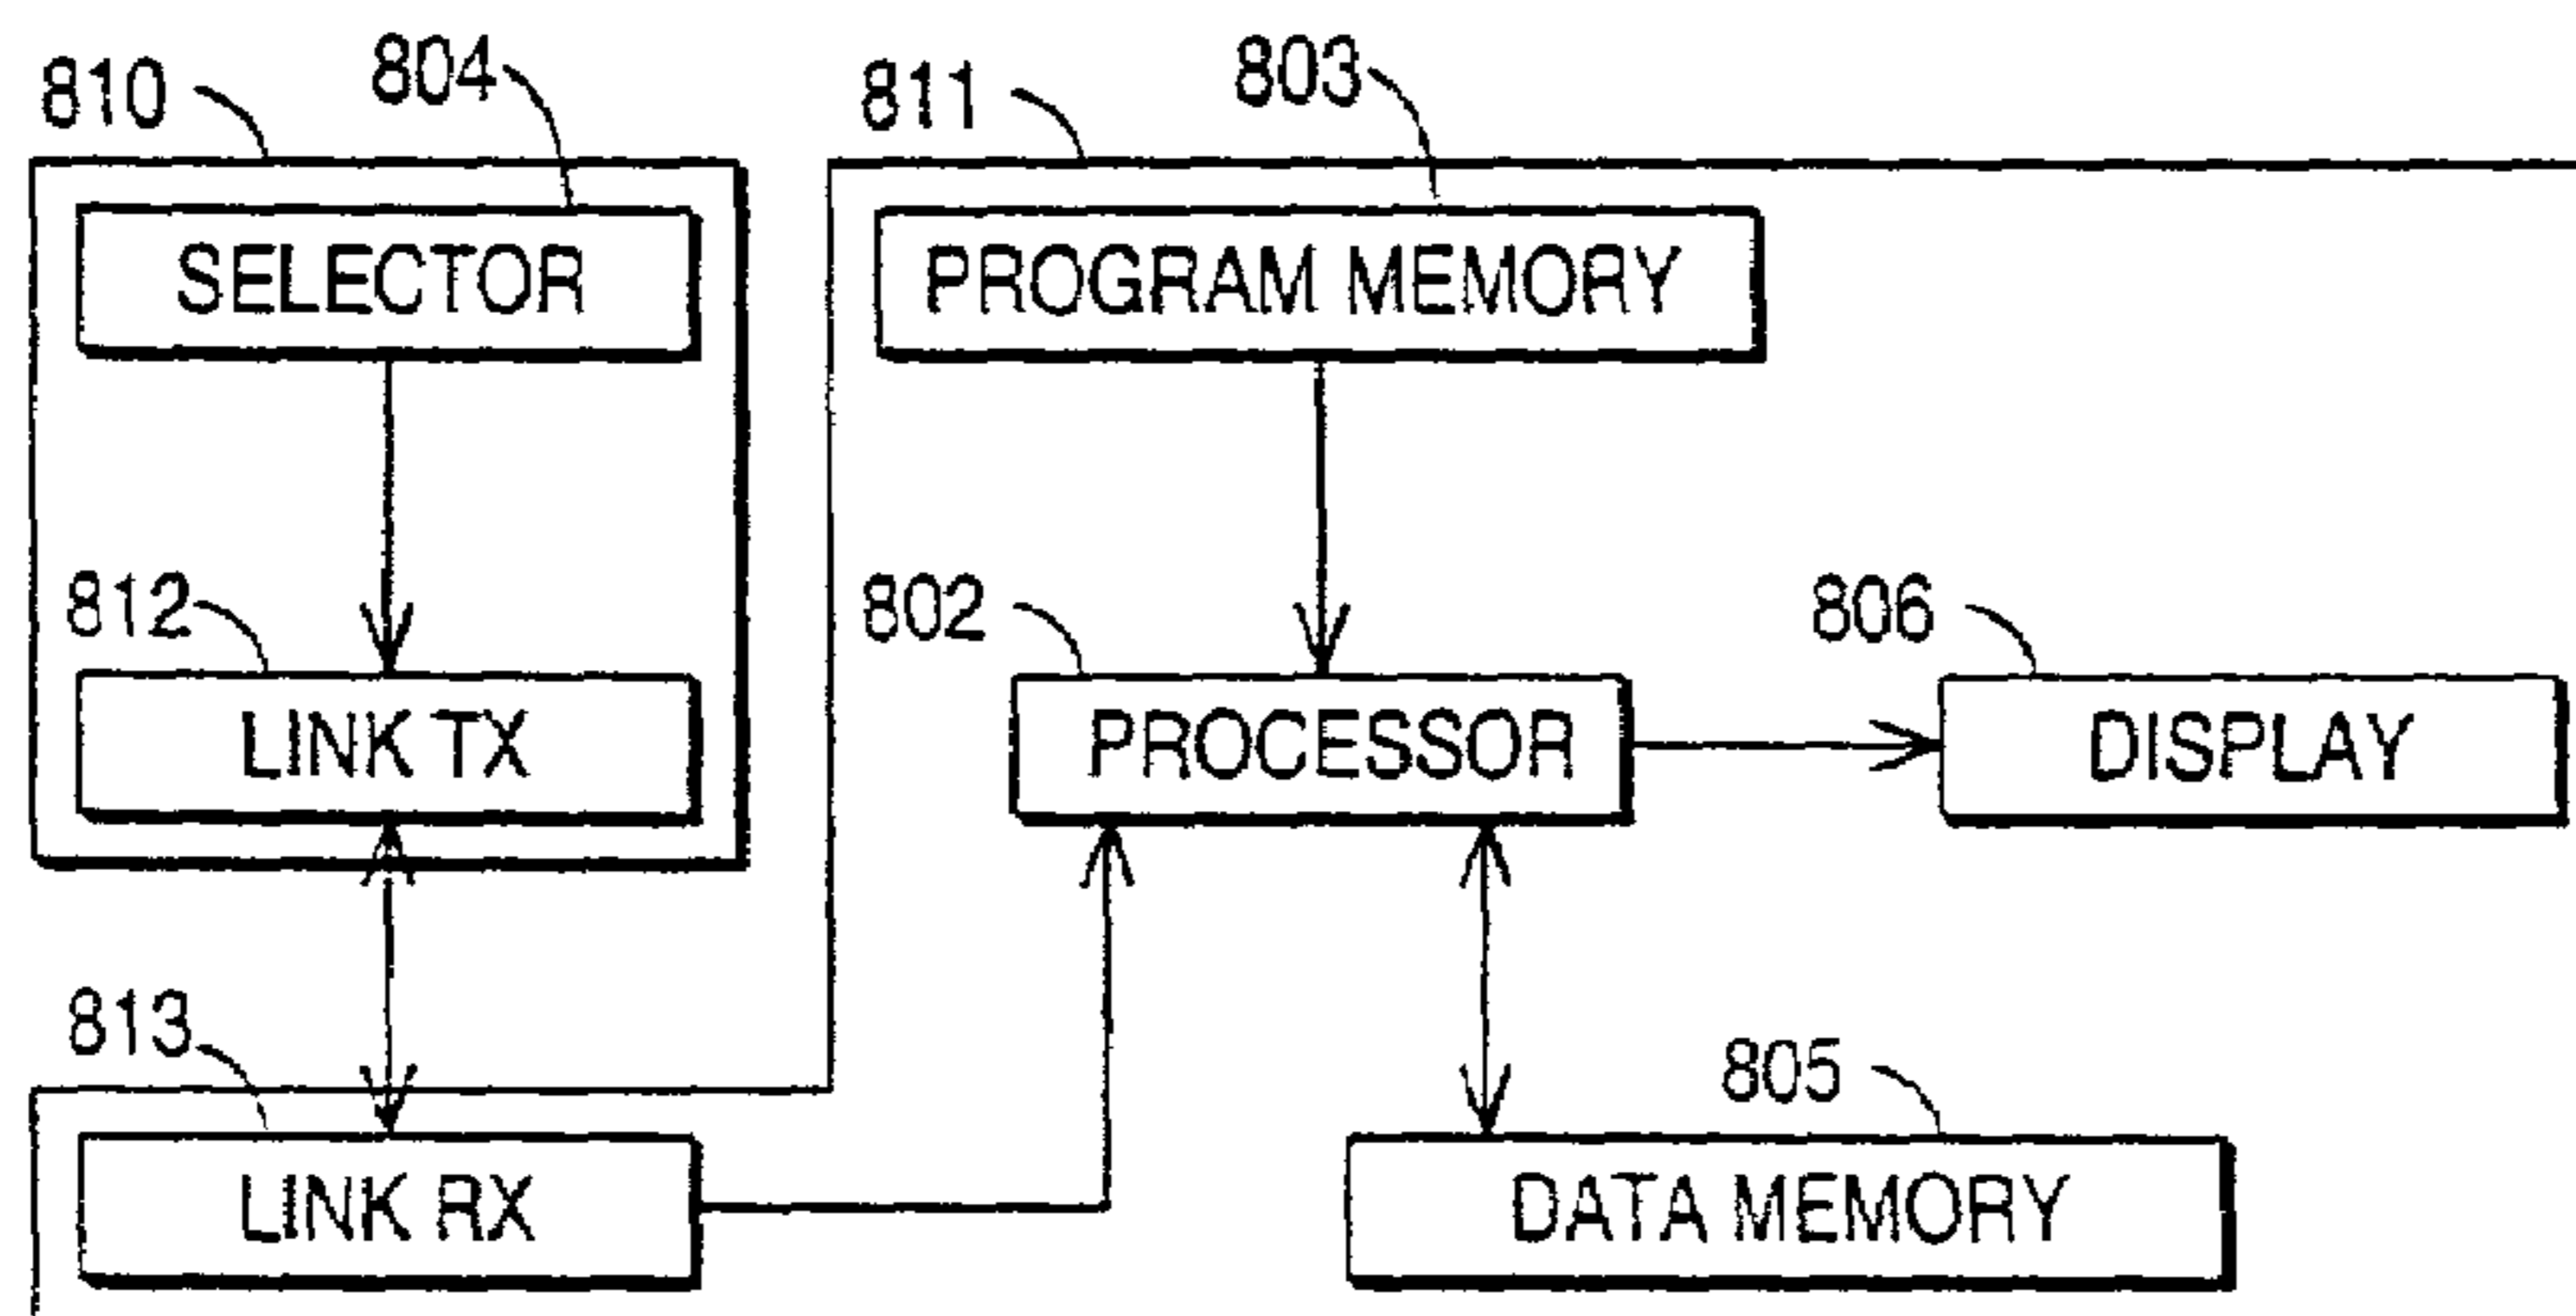 810
804
811
803
SELECTOR
PROGRAM MEMORY
812
802
806
LINK TX
PROCESSOR
DISPLAY
813
805
LINK RX
DATA MEMORY